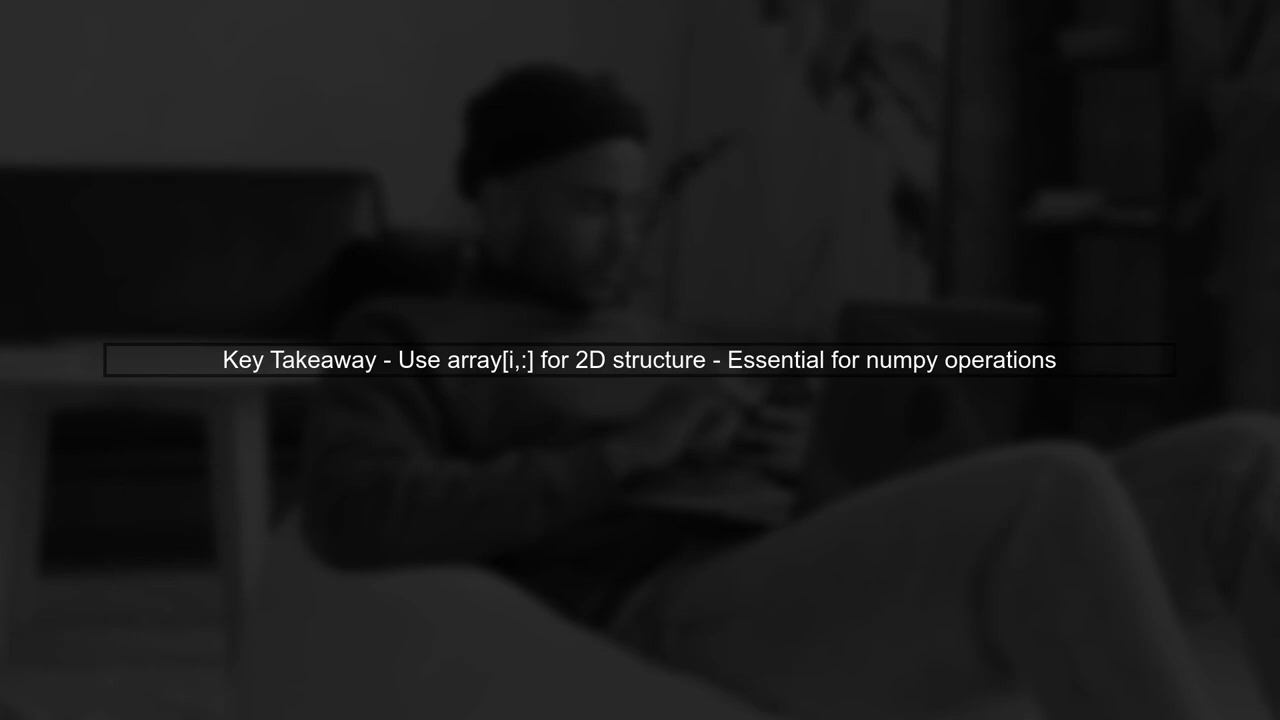 Key Takeaway - Use array[i,:] for 2D structure - Essential for numpy operations